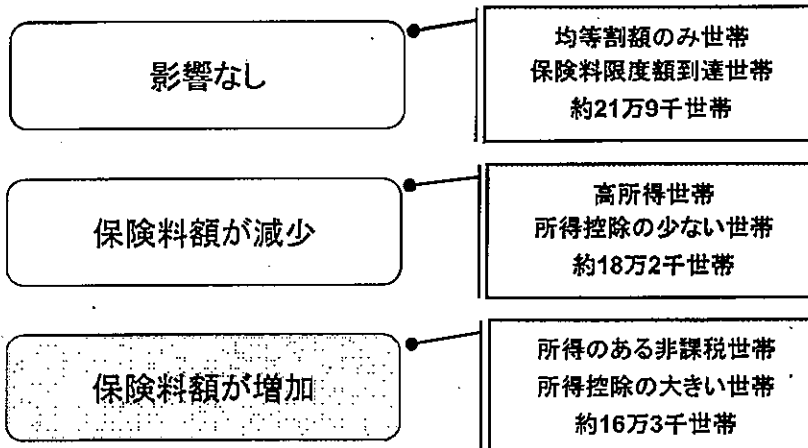 影響なし
均等割額のみ世帯
保険料限度額到達世帯
約21万9千世帯
保険料額が減少
高所得世帯
所得控除の少ない世帯
約18万2千世帯
保険料額が増加
所得のある非課税世帯
所得控除の大きい世帯
約16万3千世帯